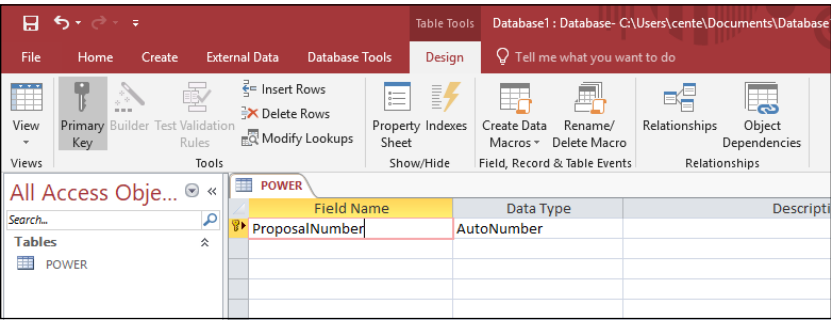 Table Tools
Database1 : Database- C:\Users\cente\Documents\Database
File Home Create External Data Database Tools Design Tell me what you want to do
View
Primary Key
Builder
Test Validation Rules
Insert Rows
Delete Rows
Modify Lookups
Property Sheet
Indexes
Create Data Macros
Rename/ Delete Macro
Relationships
Object Dependencies
Views
Tools
Show/Hide
Field, Record & Table Events
Relationships
All Access Obje...
Search...
Tables
POWER
POWER
Field Name Data Type Descripti
ProposalNumber AutoNumber